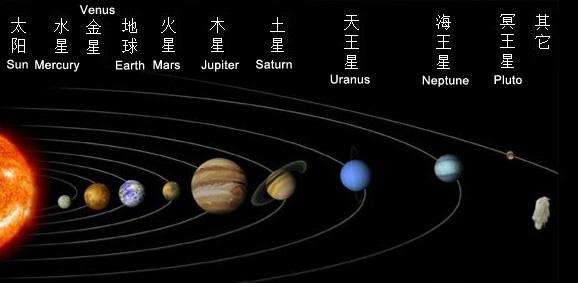 太阳
Sun
水星
Mercury
Venus
金星
地球
Earth
火星
Mars
木星
Jupiter
土星
Saturn
天王星
Uranus
海王星
Neptune
冥王星
Pluto
其它